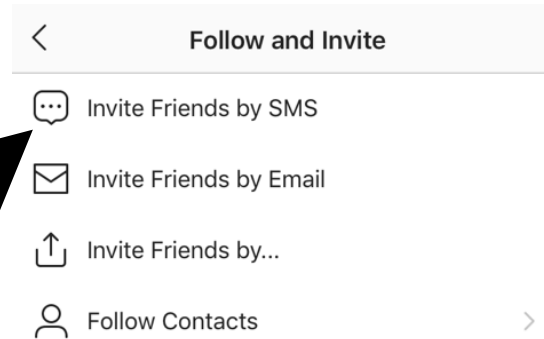 Follow and Invite
Invite Friends by SMS
Invite Friends by Email
Invite Friends by...
Follow Contacts